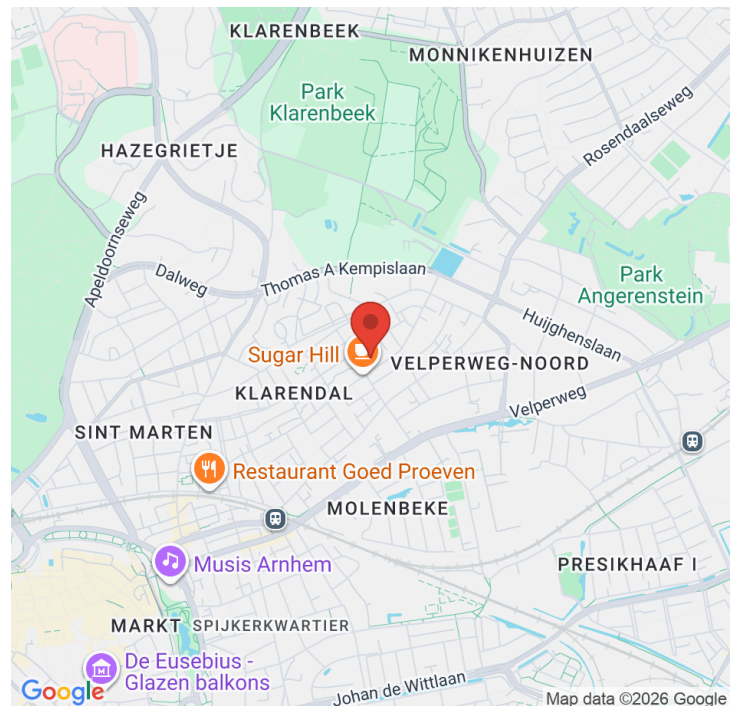 KLARENBEEK
MONNIKENHUIZEN
Park
Klarenbeek
Rosendaalseweg
HAZEGRIETJE
Apeldoornseweg
Dalweg
Thomas A Kempislaan
Park
Angerenstein
Huijghenslaan
Sugar Hill
VELPERWEG-NOORD
KLARENDAL
Velperweg
SINT MARTEN
Restaurant Goed Proeven
MOLENBEKE
Musis Arnhem
PRESIKHAAF I
MARKT
SPIJKERKWARTIER
De Eusebius -
Glazen balkons
Johan de Wittlaan
Google
Map data ©2026 Google